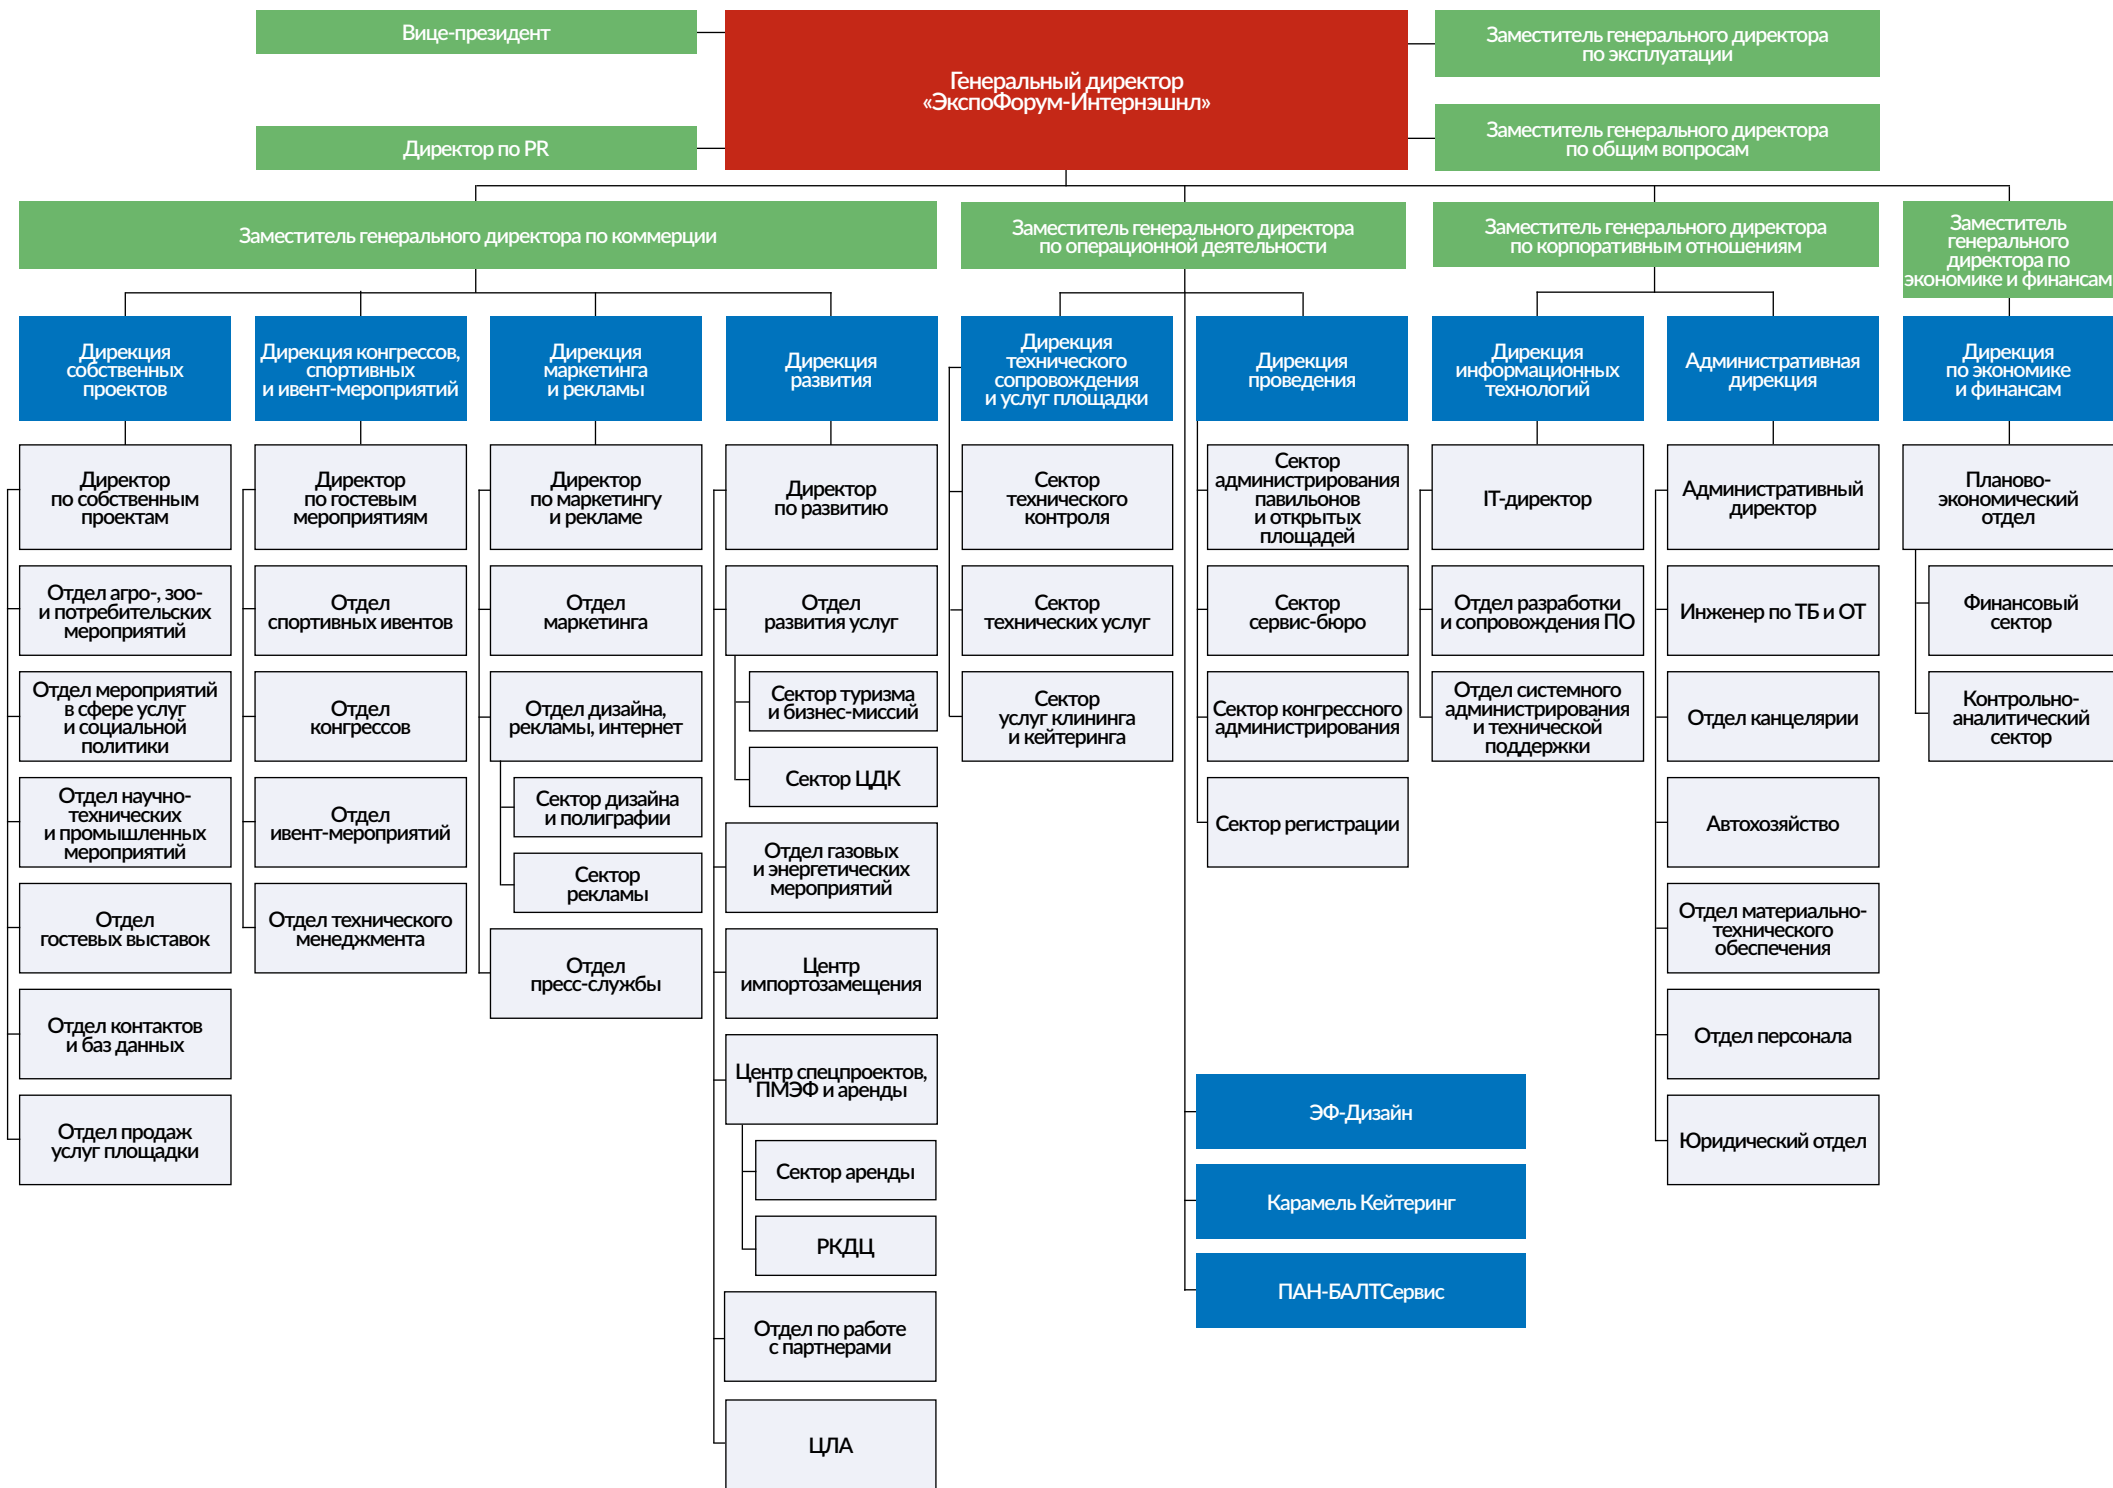 Вице-президент
Генеральный директор
«ЭкспоФорум-Интернэшнл»
Заместитель генерального директора
по эксплуатации
Директор по PR
Заместитель генерального директора
по общим вопросам
Заместитель генерального директора по коммерции
Заместитель генерального директора
по операционной деятельности
Заместитель генерального директора
по корпоративным отношениям
Заместитель
генерального
директора по
экономике и финансам
Дирекция
собственных
проектов
Дирекция конгрессов,
спортивных
и ивент-мероприятий
Дирекция
маркетинга
и рекламы
Дирекция
развития
Дирекция
технического
сопровождения
и услуг площадки
Дирекция
проведения
Дирекция
информационных
технологий
Административная
дирекция
Дирекция
по экономике
и финансам
Директор
по собственным
проектам
Отдел агро-, зоо-
и потребительских
мероприятий
Отдел мероприятий
в сфере услуг
и социальной
политики
Отдел научно-
технических
и промышленных
мероприятий
Отдел
гостевых выставок
Отдел контактов
и баз данных
Отдел продаж
услуг площадки
Директор
по гостевым
мероприятиям
Отдел
спортивных ивентов
Отдел
конгрессов
Отдел
ивент-мероприятий
Отдел технического
менеджмента
Директор
по маркетингу
и рекламе
Отдел
маркетинга
Отдел дизайна,
рекламы, интернет
Сектор дизайна
и полиграфии
Сектор
рекламы
Отдел
пресс-службы
Директор
по развитию
Отдел
развития услуг
Сектор туризма
и бизнес-миссий
Сектор ЦДК
Отдел газовых
и энергетических
мероприятий
Центр
импортозамещения
Центр спецпроектов,
ПМЭФ и аренды
Сектор аренды
РКДЦ
Отдел по работе
с партнерами
ЦЛА
Сектор
технического
контроля
Сектор
технических услуг
Сектор
услуг клининга
и кейтеринга
Сектор
администрирования
павильонов
и открытых
площадей
Сектор
сервис-бюро
Сектор конгрессного
администрирования
Сектор регистрации
ЭФ-Дизайн
Карамель Кейтеринг
ПАН-БАЛТСервис
IT-директор
Отдел разработки
и сопровождения ПО
Отдел системного
администрирования
и технической
поддержки
Административный
директор
Инженер по ТБ и ОТ
Отдел канцелярии
Автохозяйство
Отдел материально-
технического
обеспечения
Отдел персонала
Юридический отдел
Планово-
экономический
отдел
Финансовый
сектор
Контрольно-
аналитический
сектор